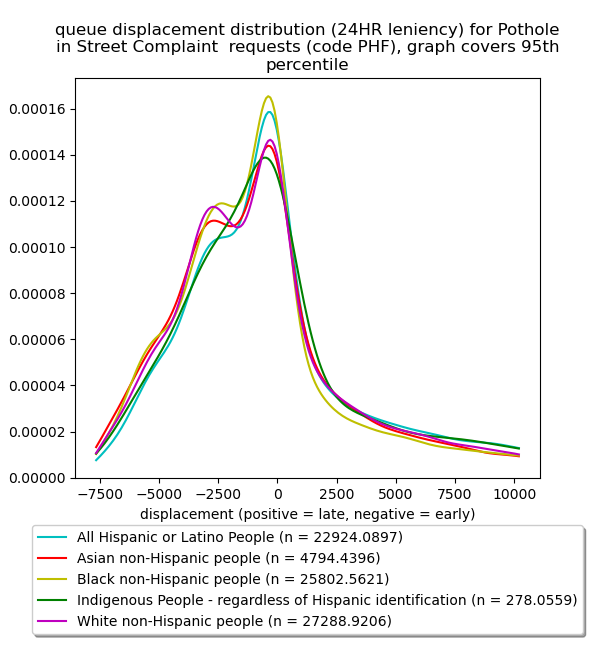 queue displacement distribution (24HR leniency) for Pothole
in Street Complaint  requests (code PHF), graph covers 95th
percentile
0.00016
0.00014
0.00012
0.00010
0.00008
0.00006
0.00004
0.00002
0.00000
−7500 −5000 −2500 0 2500 5000 7500 10000
displacement (positive = late, negative = early)
All Hispanic or Latino People (n = 22924.0897)
Asian non-Hispanic people (n = 4794.4396)
Black non-Hispanic people (n = 25802.5621)
Indigenous People - regardless of Hispanic identification (n = 278.0559)
White non-Hispanic people (n = 27288.9206)